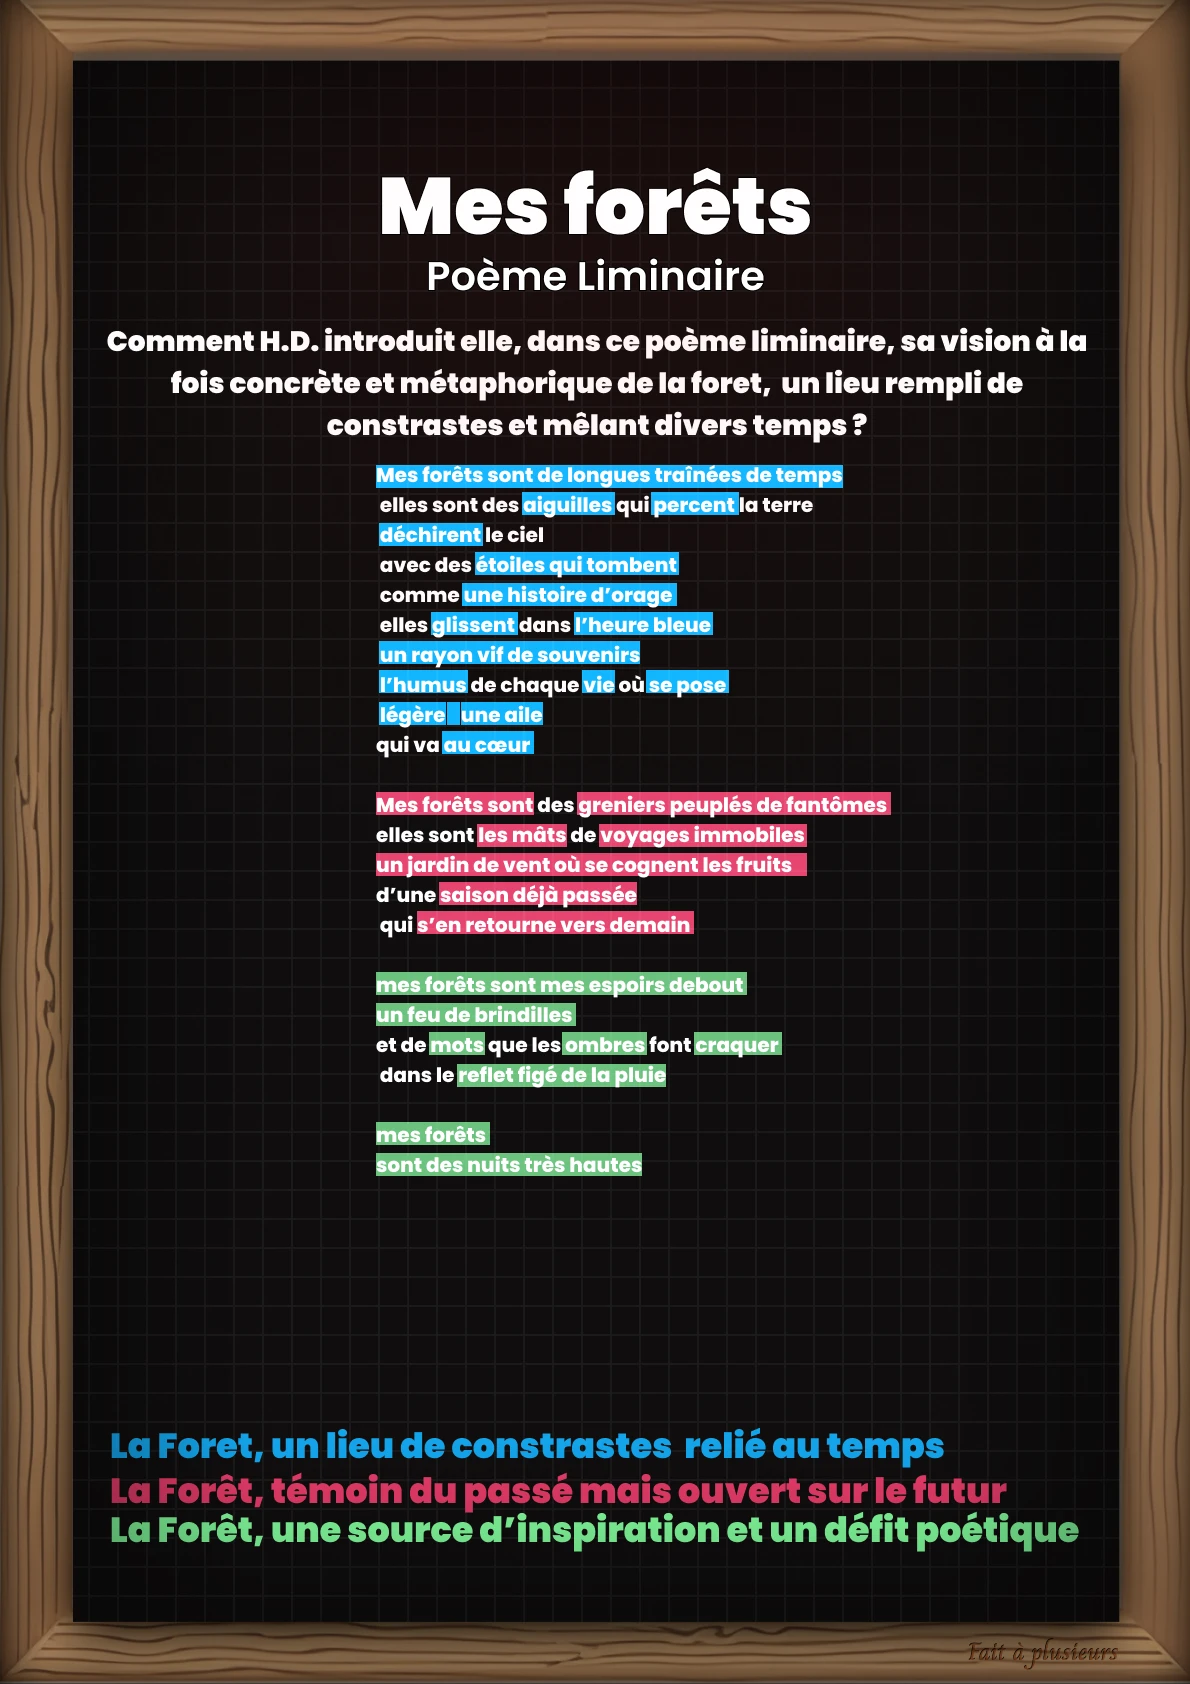 Mes forêts
Poème Liminaire
Comment H.D. introduit elle, dans ce poème liminaire, sa vision à la
fois concrète et métaphorique de la foret, un lieu rempli de
constrastes et mêlant divers temps ?
Mes forêts sont de longues traînées de temps
elles sont des aiguilles qui percent la terre
déchirent le ciel
avec des étoiles qui tombent
comme une histoire d’orage
elles glissent dans l’heure bleue
un rayon vif de souvenirs
l’humus de chaque vie où se pose
légère une aile
qui va au cœur
Mes forêts sont des greniers peuplés de fantômes
elles sont les mâts de voyages immobiles
un jardin de vent où se cognent les fruits
d’une saison déjà passée
qui s’en retourne vers demain
mes forêts sont mes espoirs debout
un feu de brindilles
et de mots que les ombres font craquer
dans le reflet figé de la pluie
mes forêts
sont des nuits très hautes
La Foret, un lieu de constrastes relié au temps
La Forêt, témoin du passé mais ouvert sur le futur
La Forêt, une source d’inspiration et un défit poétique
Fait à plusieurs